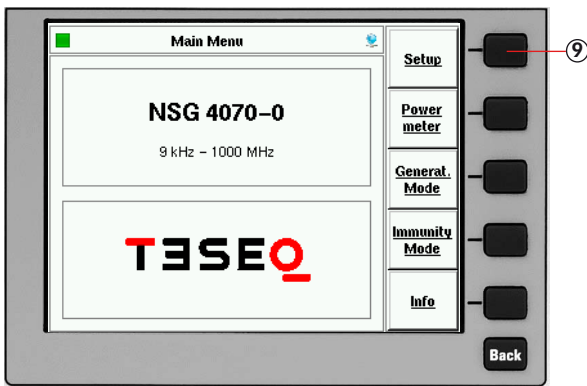 Main Menu
NSG 4070-0
9 kHz - 1000 MHz
TESEQ
Setup
Power
meter
Generat.
Mode
Immunity
Mode
Info
Back
9